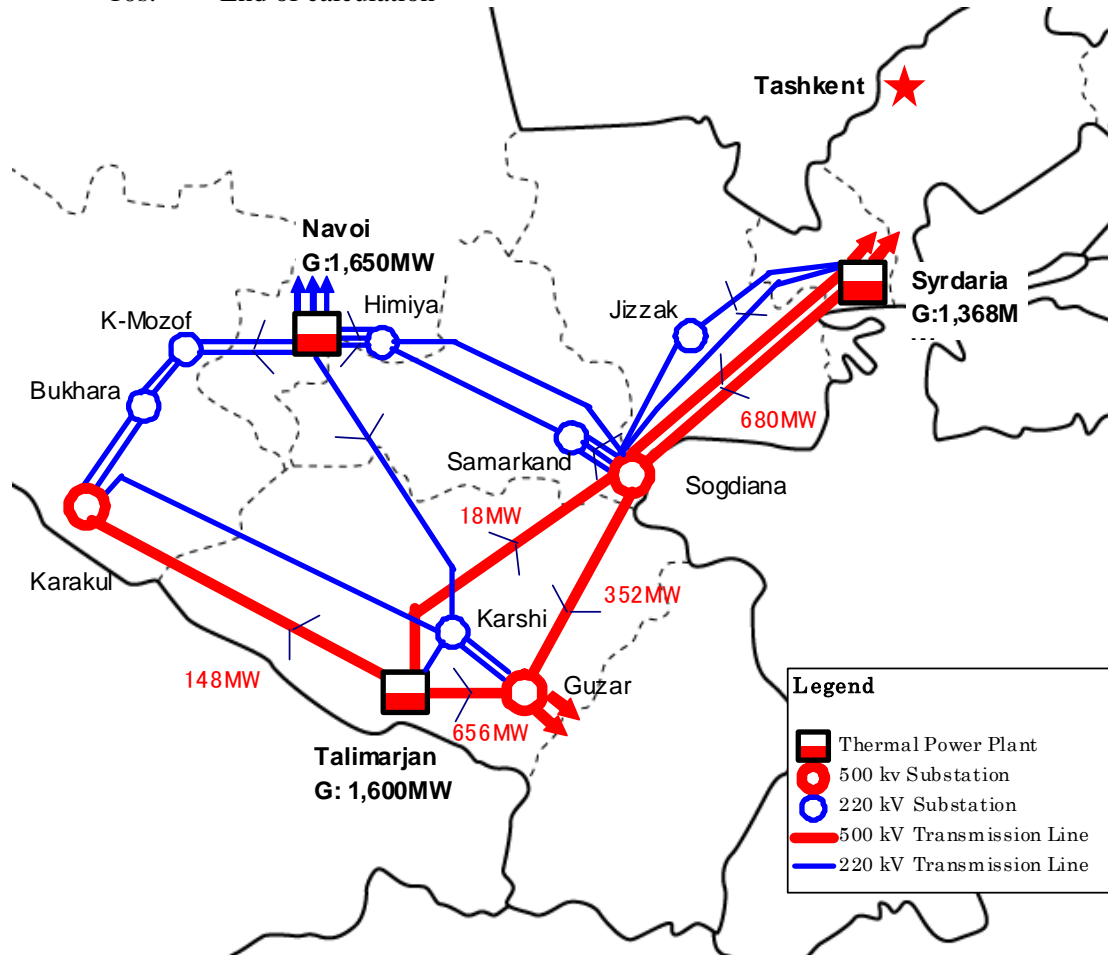 Tashkent
Navoi
G:1,650MW
K-Mozof
Himiya
Jizzak
Syrdaria
G:1,368M
Bukhara
680MW
Samarkand
Sogdiana
18MW
Karakul
352MW
Karshi
148MW
Guzar
656MW
Talimarjan
G: 1,600MW
Legend
Thermal Power Plant
500 kv Substation
220 kV Substation
500 kV Transmission Line
220 kV Transmission Line